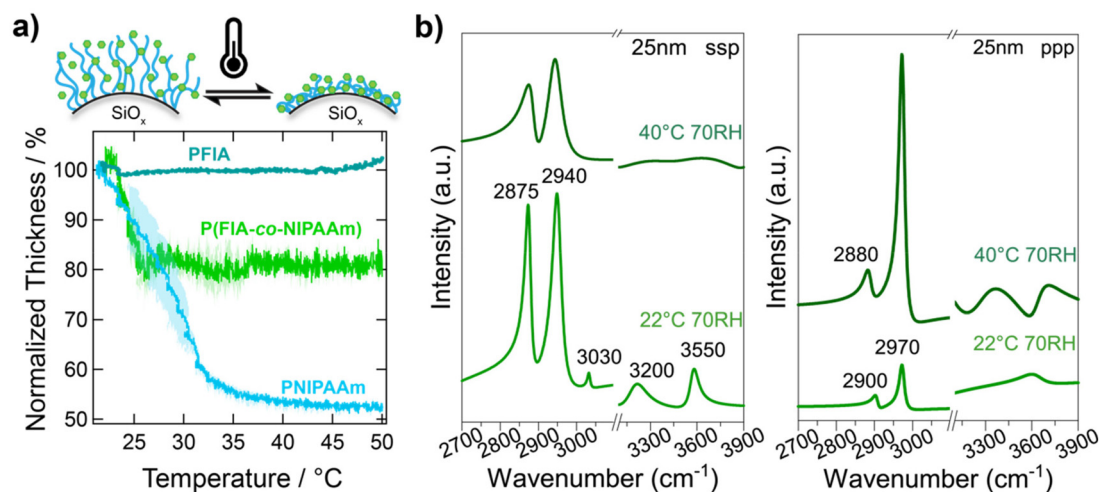 a)
SiOx
SiOx
Normalized Thickness / %
100
90
80
70
60
50
PFIA
P(FIA-co-NIPAAm)
PNIPAAm
25
30
35
40
45
50
Temperature / °C
b)
25nm ssp
40°C 70RH
2875
2940
22°C 70RH
3030
3200
3550
Intensity (a.u.)
2700
2800
2900
3000
3300
3600
3900
Wavenumber (cm⁻¹)
25nm ppp
2880
40°C 70RH
2970
22°C 70RH
2900
Intensity (a.u.)
2700
2800
2900
3000
3300
3600
3900
Wavenumber (cm⁻¹)